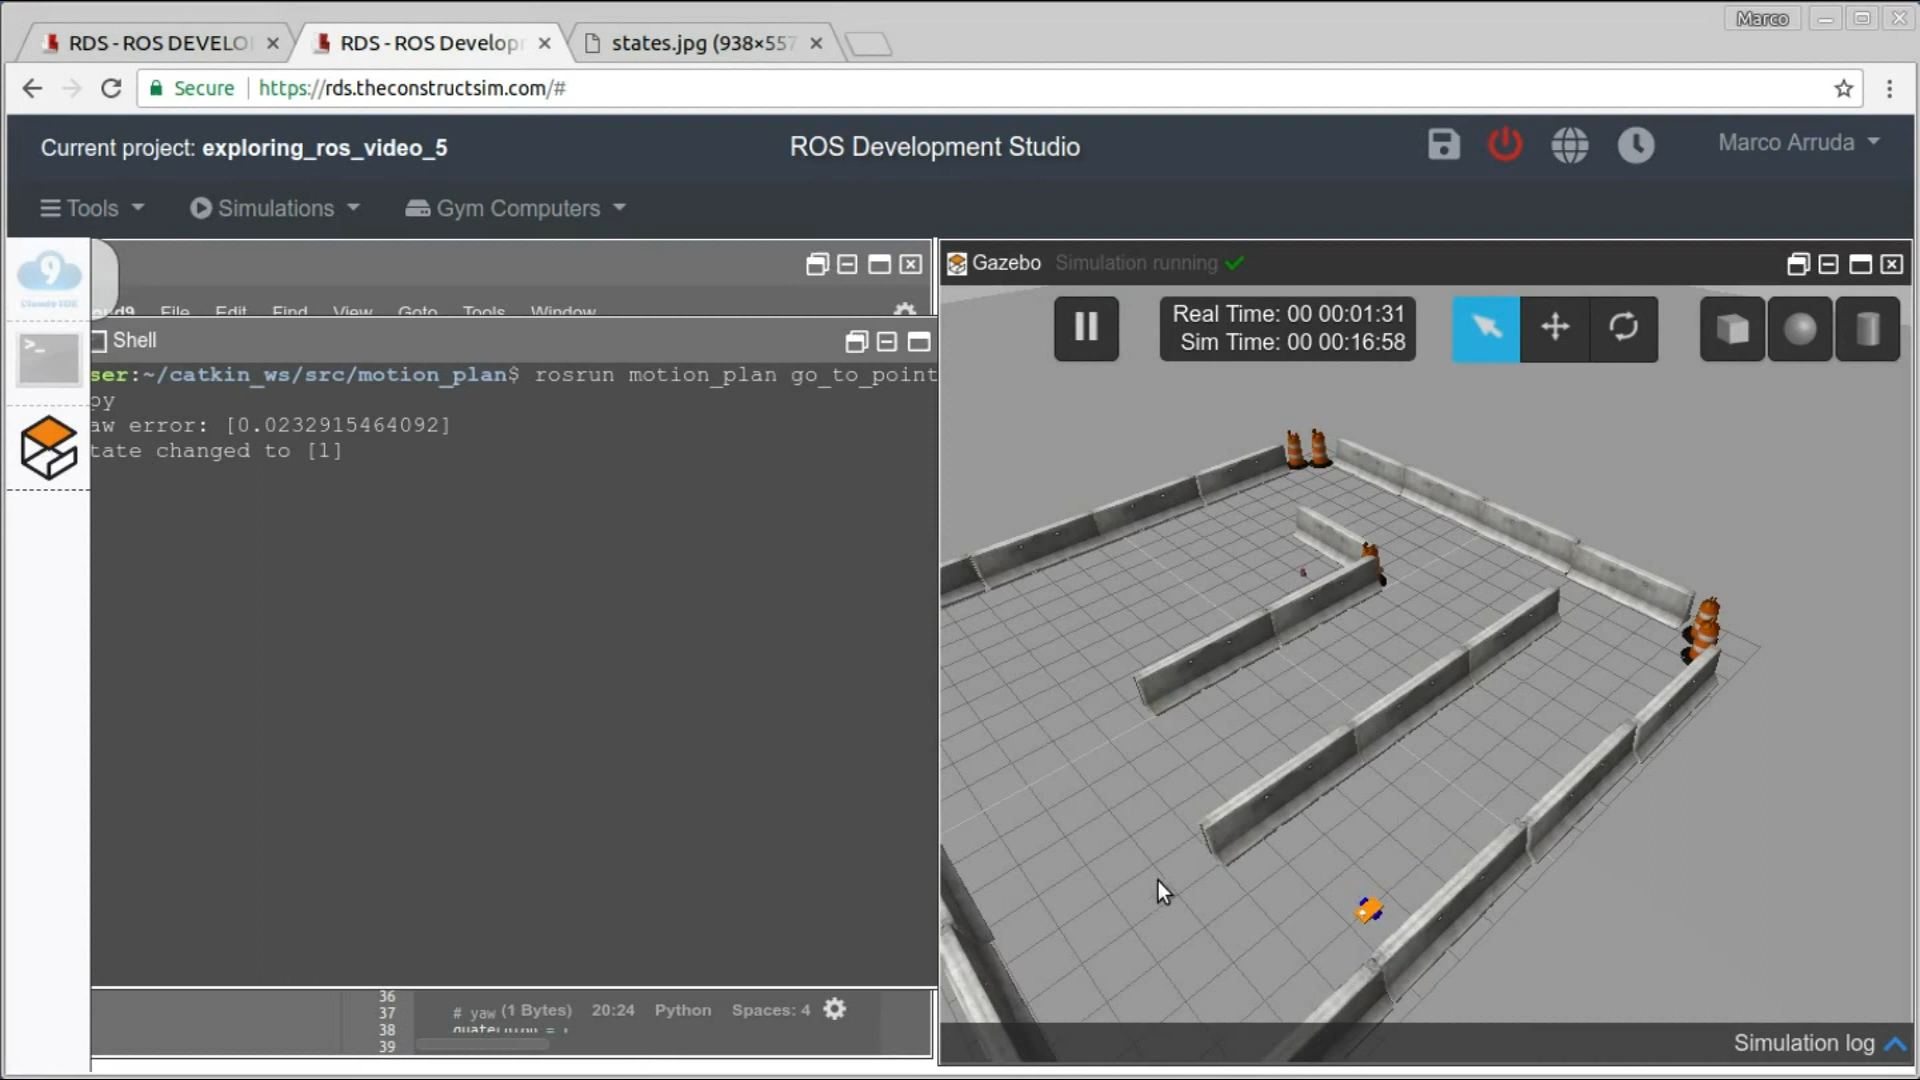 Marco
RDS - ROS DEVELO
RDS - ROS Develop
states.jpg (938×557
Secure
https://rds.theconstructsim.com/#
Current project: exploring_ros_video_5
ROS Development Studio
Marco Arruda
Tools
Simulations
Gym Computers
9
Gazebo
Simulation running
File Edit Find View Goto Tools Window
Real Time: 00 00:01:31
Sim Time: 00 00:16:58
>_
Shell
ser:~/catkin_ws/src/motion_plan$ rosrun motion_plan go_to_point
py
aw error: [0.0232915464092]
tate changed to [1]
36
37 # yaw
(1 Bytes) 20:24 Python Spaces: 4
38
39
Simulation log